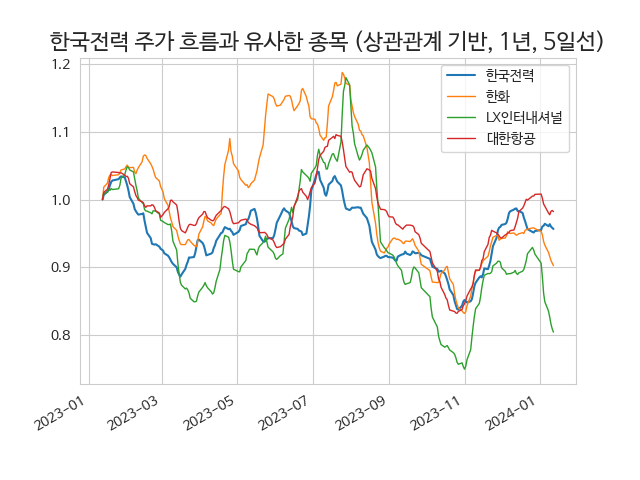 한국전력 주가 흐름과 유사한 종목 (상관관계 기반, 1년, 5일선)
한국전력
한화
LX인터내셔널
대한항공
1.2
1.1
1.0
0.9
0.8
2023-01
2023-03
2023-05
2023-07
2023-09
2023-11
2024-01